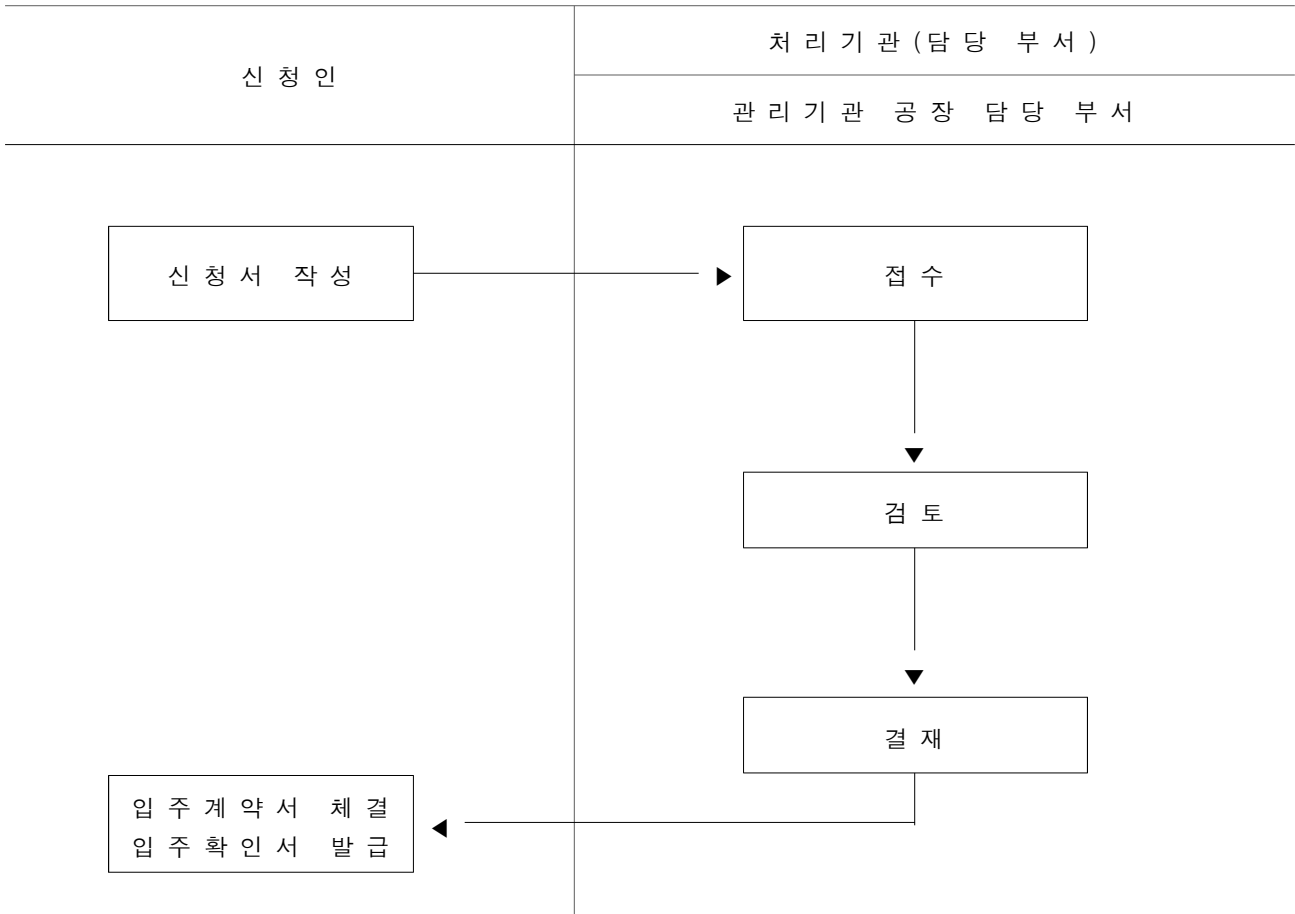 신청인
처리기관(담당 부서)
관리기관 공장 담당 부서
신청서 작성
접수
검토
결재
입주계약서 체결
입주확인서 발급